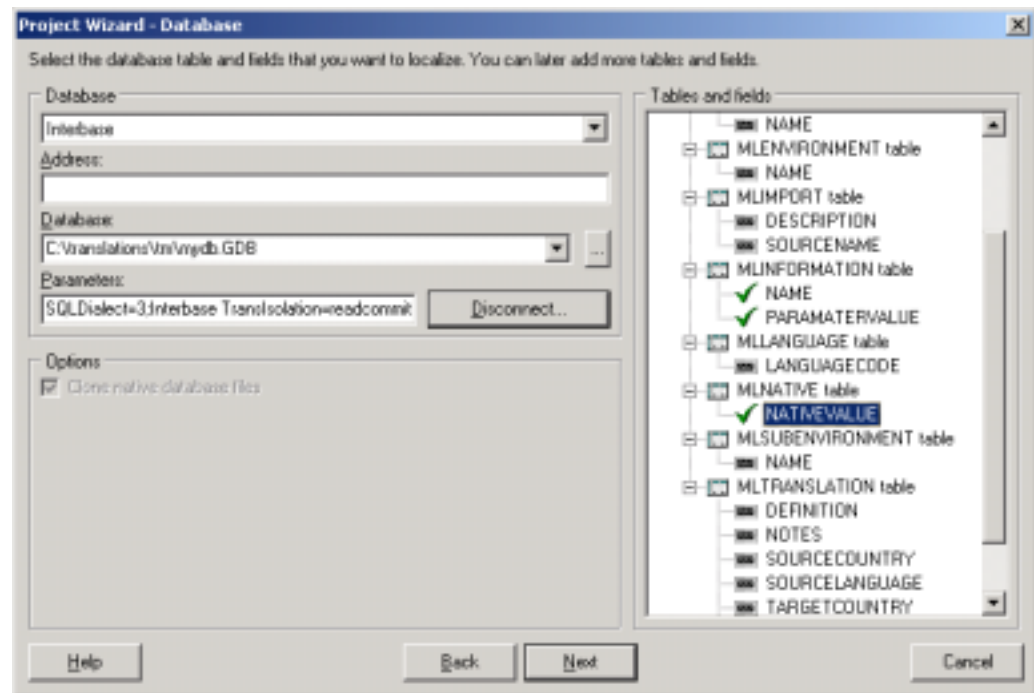 Project Wizard - Database
Select the database table and fields that you want to localize. You can later add more tables and fields.
Database
Interbase
Address:
Database:
C:\translations\tm\mydb.GDB
...
Parameters:
SQLDialect=3;Interbase TransIsolation=readcommit
Disconnect...
Options
Clone native database files
Tables and fields
NAME
MLENVIRONMENT table
NAME
MLIMPORT table
DESCRIPTION
SOURCENAME
MLINFORMATION table
NAME
PARAMATERVALUE
MLLANGUAGE table
LANGUAGECODE
MLNATIVE table
NATIVEVALUE
MLSUBENVIRONMENT table
NAME
MLTRANSLATION table
DEFINITION
NOTES
SOURCECOUNTRY
SOURCELANGUAGE
TARGETCOUNTRY
Help
Back
Next
Cancel